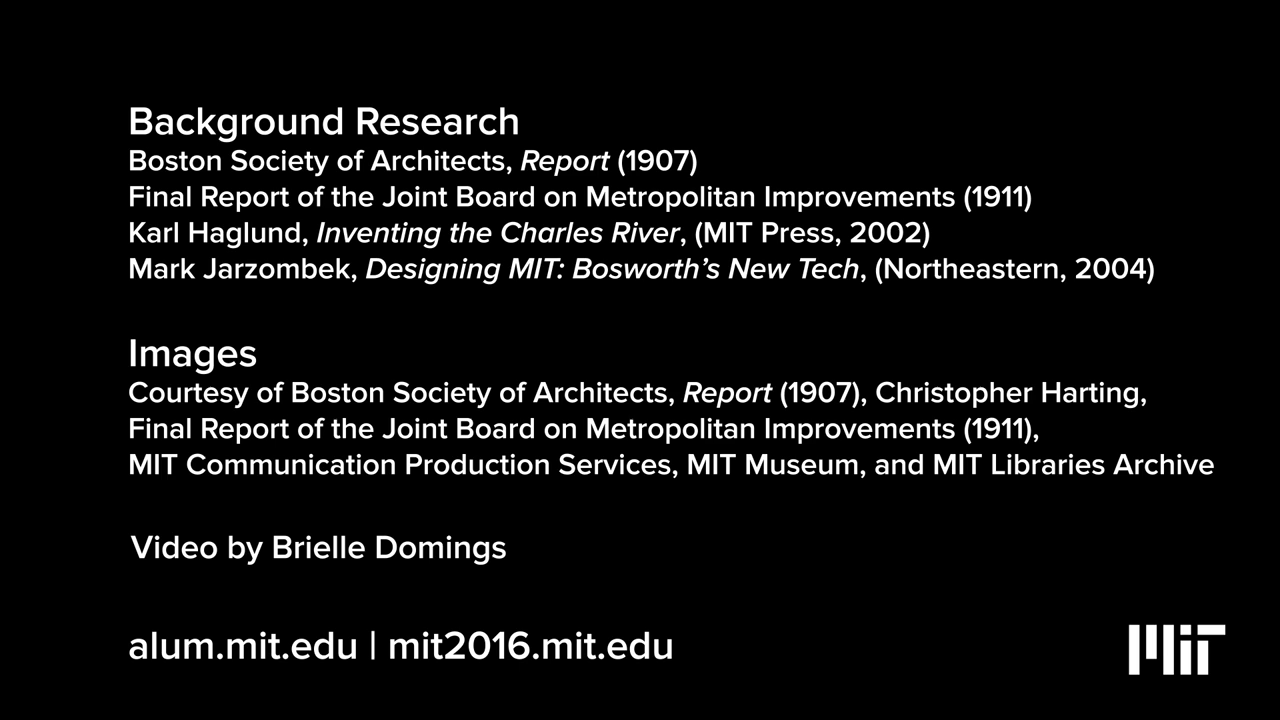 Background Research
Boston Society of Architects, Report (1907)
Final Report of the Joint Board on Metropolitan Improvements (1911)
Karl Haglund, Inventing the Charles River, (MIT Press, 2002)
Mark Jarzombek, Designing MIT: Bosworth’s New Tech, (Northeastern, 2004)
Images
Courtesy of Boston Society of Architects, Report (1907), Christopher Harting,
Final Report of the Joint Board on Metropolitan Improvements (1911),
MIT Communication Production Services, MIT Museum, and MIT Libraries Archive
Video by Brielle Domings
alum.mit.edu | mit2016.mit.edu
MIT